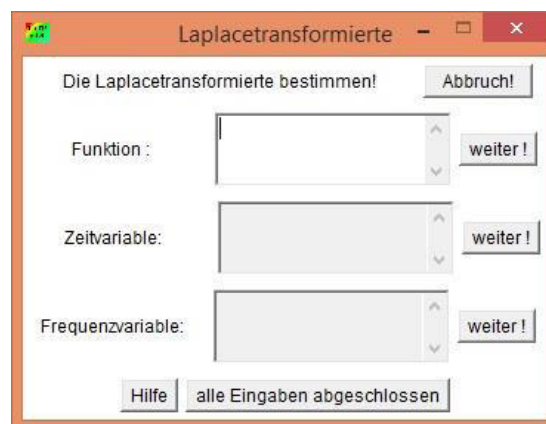 Laplacetransformierte
Die Laplacetransformierte bestimmen! Abbruch!
Funktion : weiter !
Zeitvariable: weiter !
Frequenzvariable: weiter !
Hilfe alle Eingaben abgeschlossen